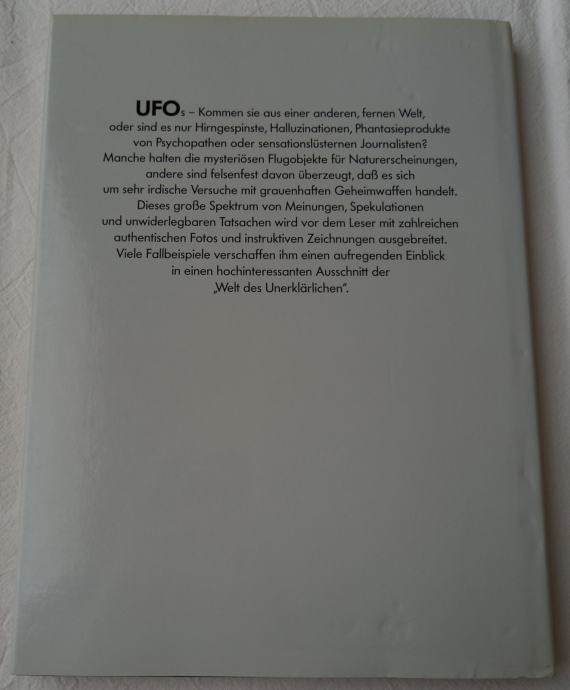 UFOs – Kommen sie aus einer anderen, fernen Welt,
oder sind es nur Hirngespinste, Halluzinationen, Phantasieprodukte
von Psychopathen oder sensationslüsternen Journalisten?
Manche halten die mysteriösen Flugobjekte für Naturerscheinungen,
andere sind felsenfest davon überzeugt, daß es sich
um sehr irdische Versuche mit grauenhaften Geheimwaffen handelt.
Dieses große Spektrum von Meinungen, Spekulationen
und unwiderlegbaren Tatsachen wird vor dem Leser mit zahlreichen
authentischen Fotos und instruktiven Zeichnungen ausgebreitet.
Viele Fallbeispiele verschaffen ihm einen aufregenden Einblick
in einen hochinteressanten Ausschnitt der
„Welt des Unerklärlichen“.